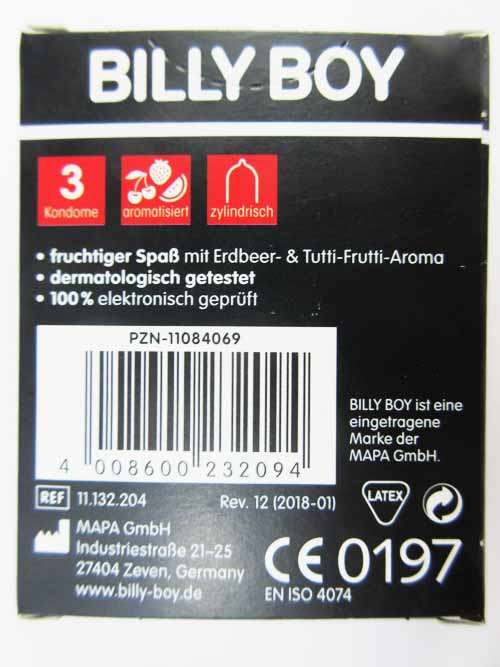 BILLY BOY
3
Kondome
aromatisiert
zylindrisch
• fruchtiger Spaß mit Erdbeer- & Tutti-Frutti-Aroma
• dermatologisch getestet
• 100% elektronisch geprüft
PZN-11084069
4 008600 232094
BILLY BOY ist eine
eingetragene
Marke der
MAPA GmbH.
REF 11.132.204
Rev. 12 (2018-01)
LATEX
MAPA GmbH
Industriestraße 21–25
27404 Zeven, Germany
www.billy-boy.de
CE 0197
EN ISO 4074